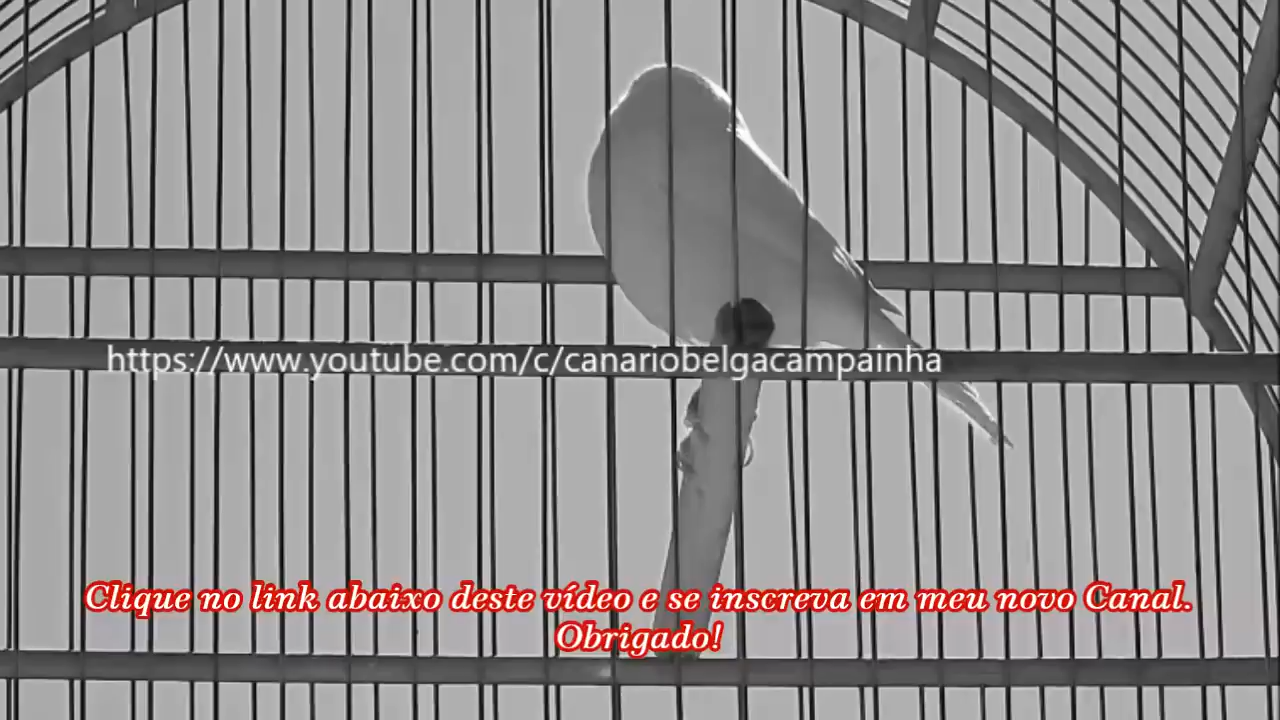 https://www.youtube.com/c/canariobelgacampainha
Clique no link abaixo deste vídeo e se inscreva em meu novo Canal.
Obrigado!